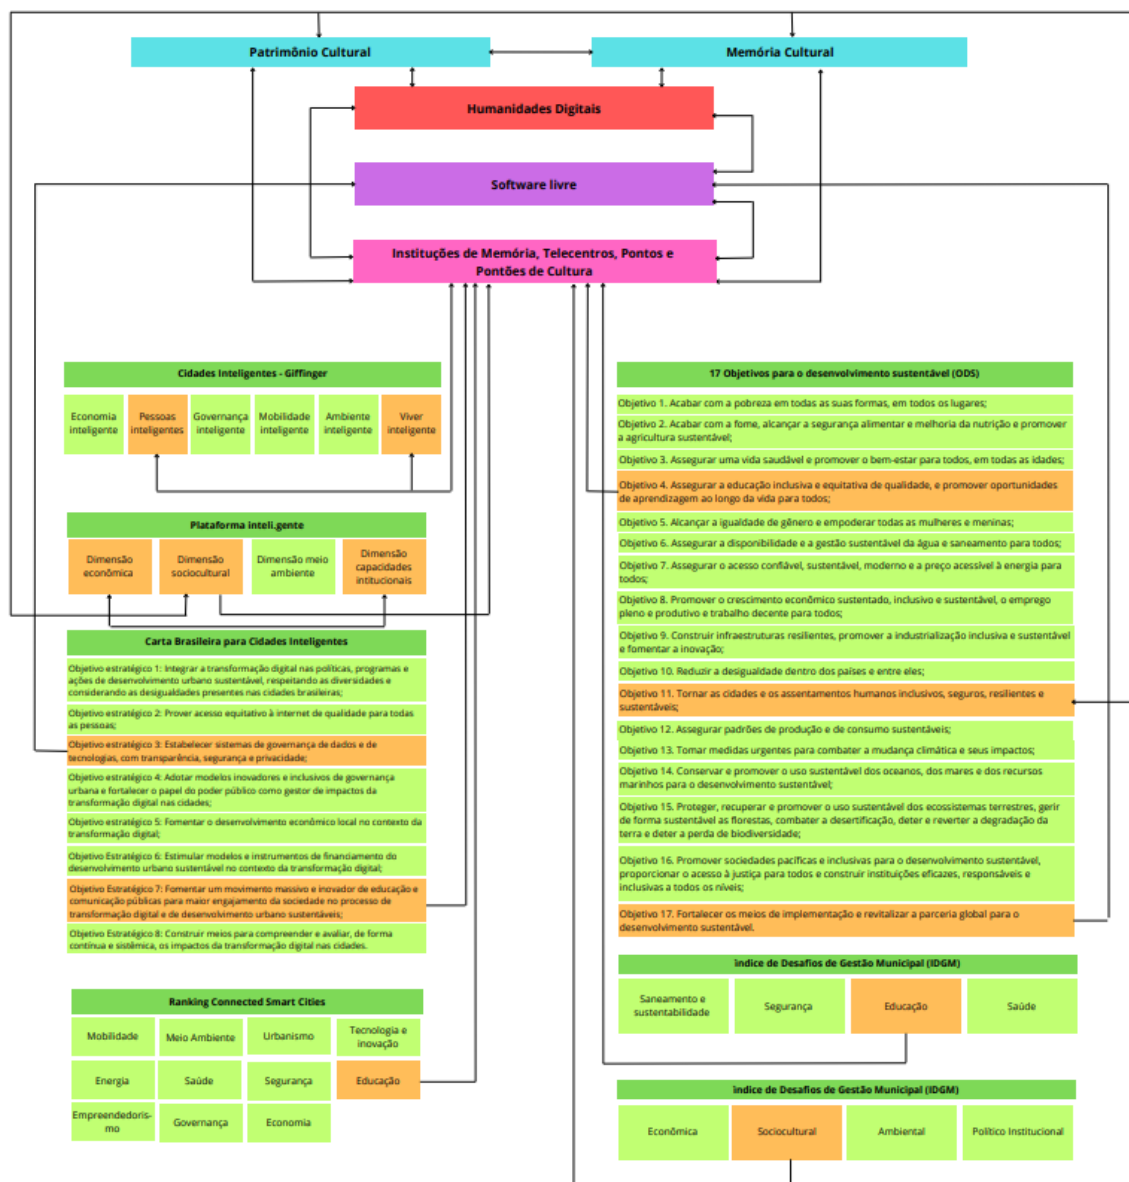 Patrimônio Cultural
Memória Cultural
Humanidades Digitais
Software livre
Instituções de Memória, Telecentros, Pontos e
Pontões de Cultura
Cidades Inteligentes - Giffinger
Economia
inteligente
Pessoas
inteligentes
Governança
inteligente
Mobilidade
inteligente
Ambiente
inteligente
Viver
inteligente
Plataforma inteli.gente
Dimensão
econômica
Dimensão
sociocultural
Dimensão meio
ambiente
Dimensão
capacidades
intitucionais
Carta Brasileira para Cidades Inteligentes
Objetivo estratégico 1: Integrar a transformação digital nas políticas, programas e
ações de desenvolvimento urbano sustentável, respeitando as diversidades e
considerando as desigualdades presentes nas cidades brasileiras;
Objetivo estratégico 2: Prover acesso equitativo à internet de qualidade para todas
as pessoas;
Objetivo estratégico 3: Estabelecer sistemas de governança de dados e de
tecnologias, com transparência, segurança e privacidade;
Objetivo estratégico 4: Adotar modelos inovadores e inclusivos de governança
urbana e fortalecer o papel do poder público como gestor de impactos da
transformação digital nas cidades;
Objetivo estratégico 5: Fomentar o desenvolvimento econômico local no contexto da
transformação digital;
Objetivo Estratégico 6: Estimular modelos e instrumentos de financiamento do
desenvolvimento urbano sustentável no contexto da transformação digital;
Objetivo Estratégico 7: Fomentar um movimento massivo e inovador de educação e
comunicação públicas para maior engajamento da sociedade no processo de
transformação digital e de desenvolvimento urbano sustentáveis;
Objetivo Estratégico 8: Construir meios para compreender e avaliar, de forma
contínua e sistêmica, os impactos da transformação digital nas cidades.
Ranking Connected Smart Cities
Mobilidade
Meio Ambiente
Urbanismo
Tecnologia e
inovação
Energia
Saúde
Segurança
Educação
Empreendedoris-
mo
Governança
Economia
17 Objetivos para o desenvolvimento sustentável (ODS)
Objetivo 1. Acabar com a pobreza em todas as suas formas, em todos os lugares;
Objetivo 2. Acabar com a fome, alcançar a segurança alimentar e melhoria da nutrição e promover
a agricultura sustentável;
Objetivo 3. Assegurar uma vida saudável e promover o bem-estar para todos, em todas as idades;
Objetivo 4. Assegurar a educação inclusiva e equitativa de qualidade, e promover oportunidades
de aprendizagem ao longo da vida para todos;
Objetivo 5. Alcançar a igualdade de gênero e empoderar todas as mulheres e meninas;
Objetivo 6. Assegurar a disponibilidade e a gestão sustentável da água e saneamento para todos;
Objetivo 7. Assegurar o acesso confiável, sustentável, moderno e a preço acessível à energia para
todos;
Objetivo 8. Promover o crescimento econômico sustentado, inclusivo e sustentável, o emprego
pleno e produtivo e trabalho decente para todos;
Objetivo 9. Construir infraestruturas resilientes, promover a industrialização inclusiva e sustentável
e fomentar a inovação;
Objetivo 10. Reduzir a desigualdade dentro dos países e entre eles;
Objetivo 11. Tornar as cidades e os assentamentos humanos inclusivos, seguros, resilientes e
sustentáveis;
Objetivo 12. Assegurar padrões de produção e de consumo sustentáveis;
Objetivo 13. Tomar medidas urgentes para combater a mudança climática e seus impactos;
Objetivo 14. Conservar e promover o uso sustentável dos oceanos, dos mares e dos recursos
marinhos para o desenvolvimento sustentável;
Objetivo 15. Proteger, recuperar e promover o uso sustentável dos ecossistemas terrestres, gerir
de forma sustentável as florestas, combater a desertificação, deter e reverter a degradação da
terra e deter a perda de biodiversidade;
Objetivo 16. Promover sociedades pacíficas e inclusivas para o desenvolvimento sustentável,
proporcionar o acesso à justiça para todos e construir instituições eficazes, responsáveis e
inclusivas a todos os níveis;
Objetivo 17. Fortalecer os meios de implementação e revitalizar a parceria global para o
desenvolvimento sustentável.
Índice de Desafios de Gestão Municipal (IDGM)
Saneamento e
sustentabilidade
Segurança
Educação
Saúde
Índice de Desafios de Gestão Municipal (IDGM)
Econômica
Sociocultural
Ambiental
Político Institucional